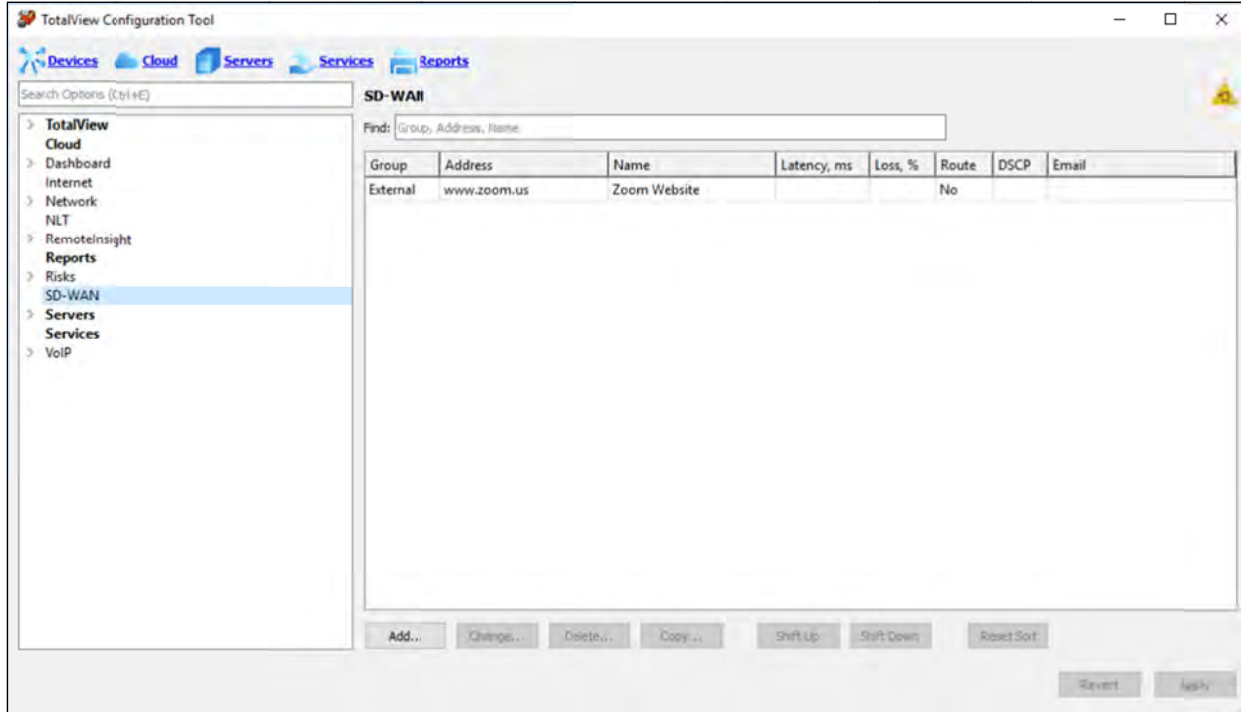 TotalView Configuration Tool
Devices Cloud Servers Services Reports
Search Options (Ctrl+E)
SD-WAN
Find: Group, Address, Name
TotalView
Cloud
Dashboard
Internet
Network
NLT
RemoteInsight
Reports
Risks
SD-WAN
Servers
Services
VoIP
Group Address Name Latency, ms Loss, % Route DSCP Email
External www.zoom.us Zoom Website No
Add... Change... Delete... Copy... Shift Up Shift Down Reset Sort
Revert Apply